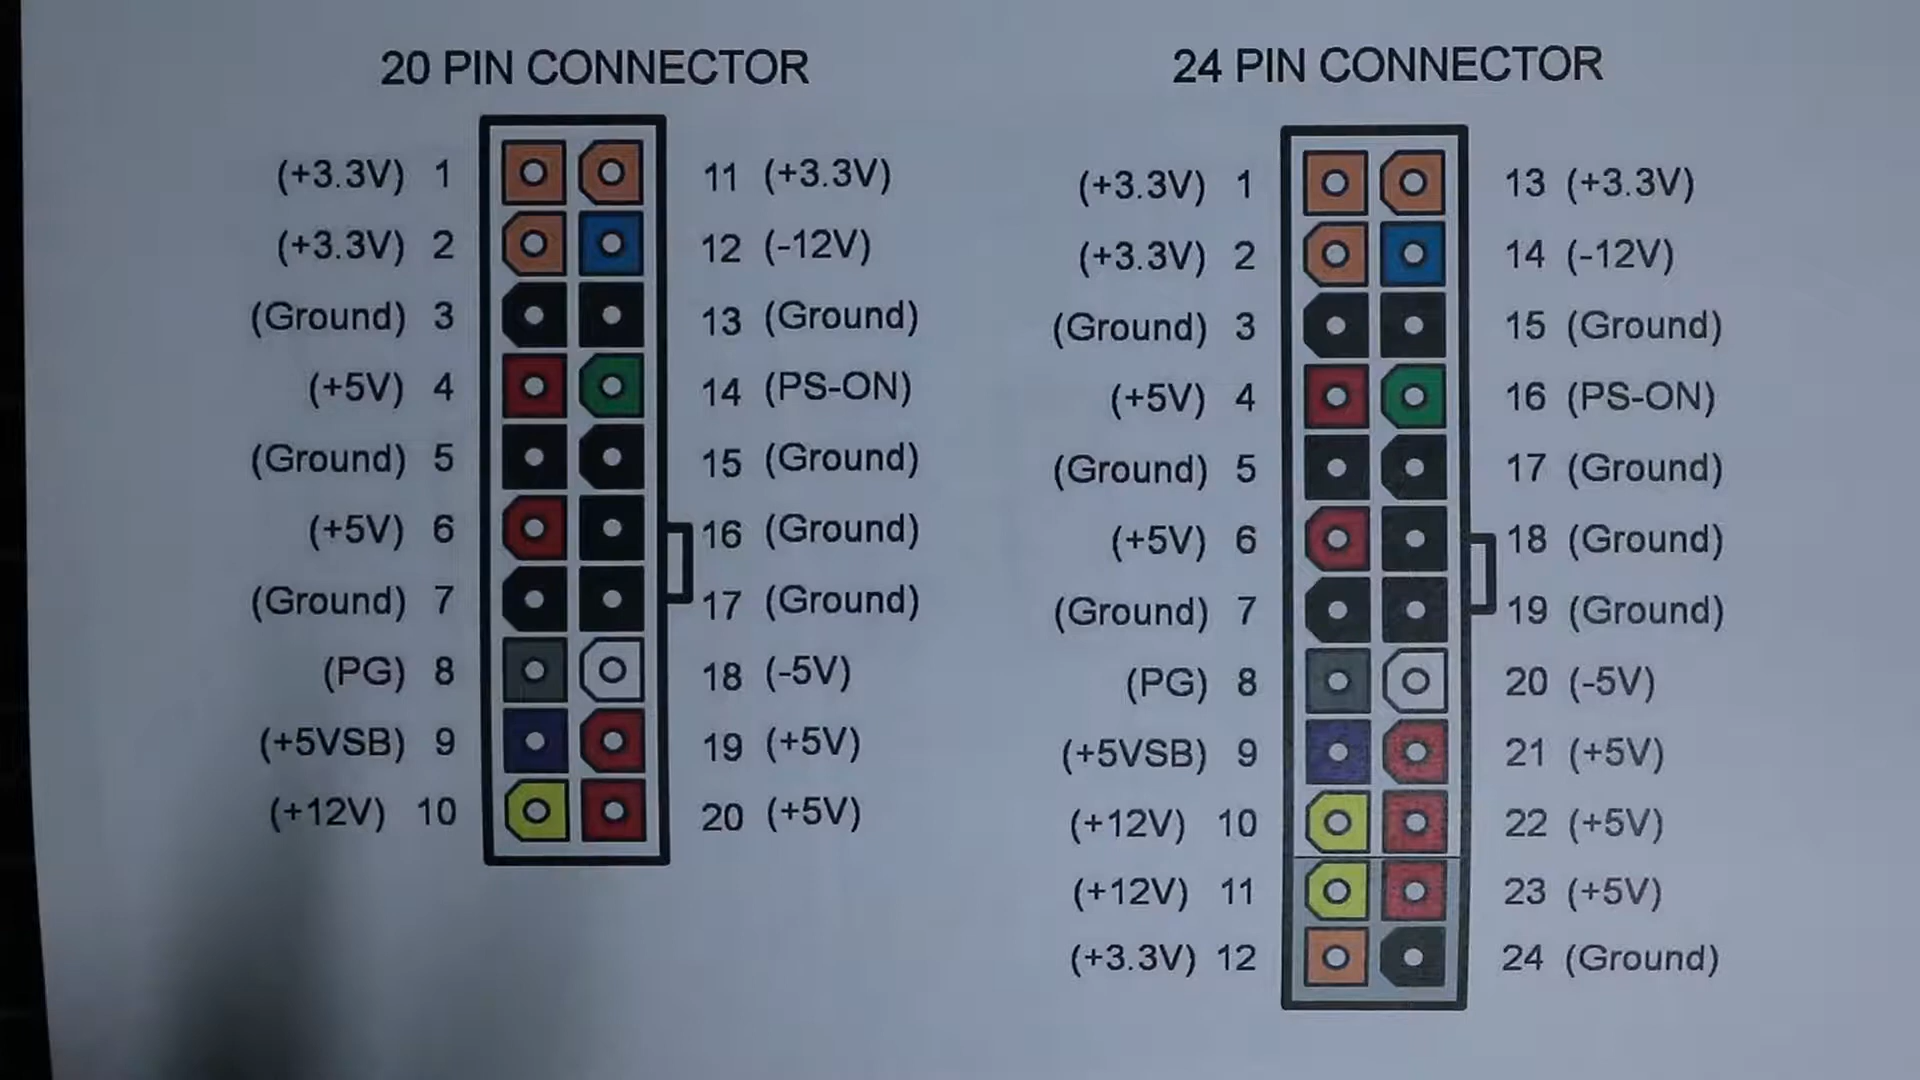 20 PIN CONNECTOR
(+3.3V) 1 11 (+3.3V)
(+3.3V) 2 12 (-12V)
(Ground) 3 13 (Ground)
(+5V) 4 14 (PS-ON)
(Ground) 5 15 (Ground)
(+5V) 6 16 (Ground)
(Ground) 7 17 (Ground)
(PG) 8 18 (-5V)
(+5VSB) 9 19 (+5V)
(+12V) 10 20 (+5V)
24 PIN CONNECTOR
(+3.3V) 1 13 (+3.3V)
(+3.3V) 2 14 (-12V)
(Ground) 3 15 (Ground)
(+5V) 4 16 (PS-ON)
(Ground) 5 17 (Ground)
(+5V) 6 18 (Ground)
(Ground) 7 19 (Ground)
(PG) 8 20 (-5V)
(+5VSB) 9 21 (+5V)
(+12V) 10 22 (+5V)
(+12V) 11 23 (+5V)
(+3.3V) 12 24 (Ground)